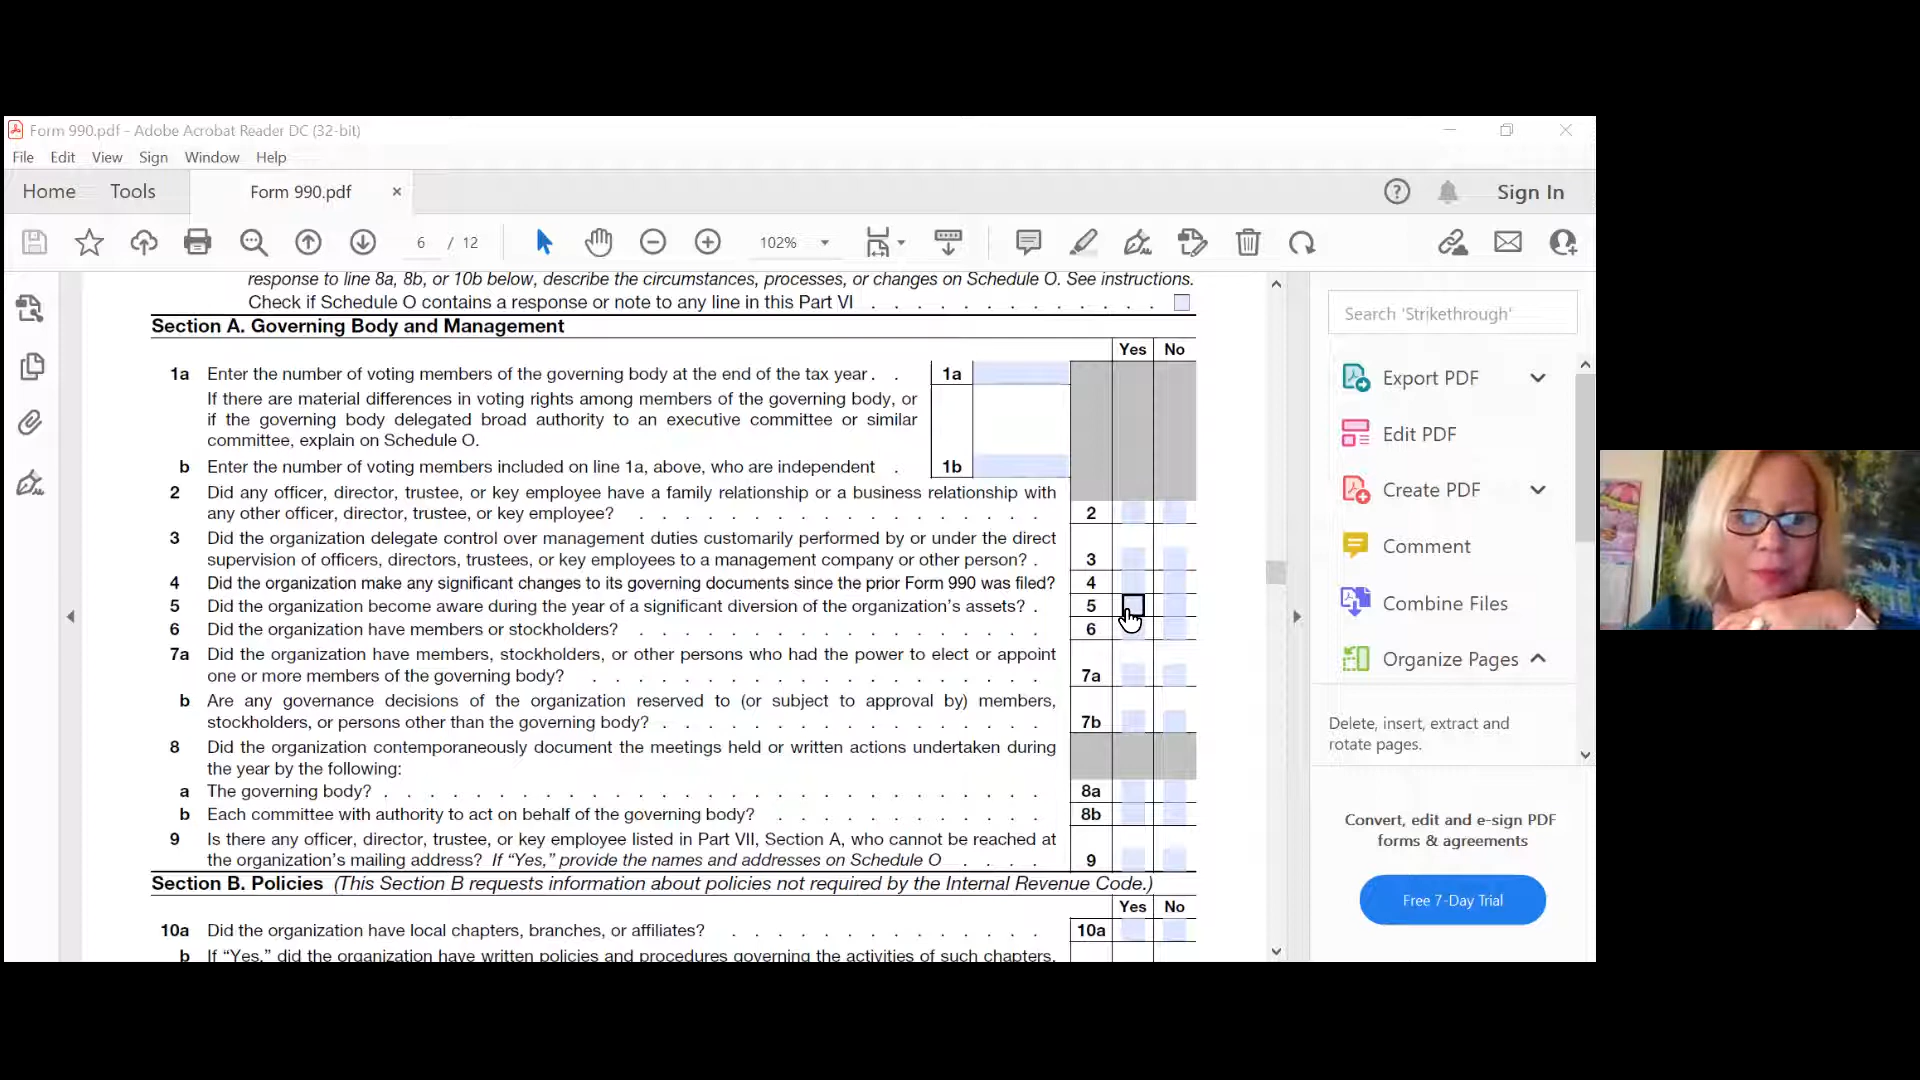 Form 990.pdf - Adobe Acrobat Reader DC (32-bit)
File Edit View Sign Window Help
Home Tools Form 990.pdf × ? Sign In
6 / 12 102%
response to line 8a, 8b, or 10b below, describe the circumstances, processes, or changes on Schedule O. See instructions.
Check if Schedule O contains a response or note to any line in this Part VI . . . . . . . . . . . . .
Section A. Governing Body and Management
Yes No
1a Enter the number of voting members of the governing body at the end of the tax year . . 1a
If there are material differences in voting rights among members of the governing body, or
if the governing body delegated broad authority to an executive committee or similar
committee, explain on Schedule O.
b Enter the number of voting members included on line 1a, above, who are independent . 1b
2 Did any officer, director, trustee, or key employee have a family relationship or a business relationship with
any other officer, director, trustee, or key employee? . . . . . . . . . . . . . . . . . . 2
3 Did the organization delegate control over management duties customarily performed by or under the direct
supervision of officers, directors, trustees, or key employees to a management company or other person? . 3
4 Did the organization make any significant changes to its governing documents since the prior Form 990 was filed? 4
5 Did the organization become aware during the year of a significant diversion of the organization's assets? . 5
6 Did the organization have members or stockholders? . . . . . . . . . . . . . . . . . . 6
7a Did the organization have members, stockholders, or other persons who had the power to elect or appoint
one or more members of the governing body? . . . . . . . . . . . . . . . . . . . . 7a
b Are any governance decisions of the organization reserved to (or subject to approval by) members,
stockholders, or persons other than the governing body? . . . . . . . . . . . . . . . . . 7b
8 Did the organization contemporaneously document the meetings held or written actions undertaken during
the year by the following:
a The governing body? . . . . . . . . . . . . . . . . . . . . . . . . . . . . . 8a
b Each committee with authority to act on behalf of the governing body? . . . . . . . . . . . . 8b
9 Is there any officer, director, trustee, or key employee listed in Part VII, Section A, who cannot be reached at
the organization's mailing address? If “Yes,” provide the names and addresses on Schedule O . . . . 9
Section B. Policies (This Section B requests information about policies not required by the Internal Revenue Code.)
Yes No
10a Did the organization have local chapters, branches, or affiliates? . . . . . . . . . . . . . . 10a
b If “Yes,” did the organization have written policies and procedures governing the activities of such chapters,
Search 'Strikethrough'
Export PDF
Edit PDF
Create PDF
Comment
Combine Files
Organize Pages
Delete, insert, extract and
rotate pages.
Convert, edit and e-sign PDF
forms & agreements
Free 7-Day Trial